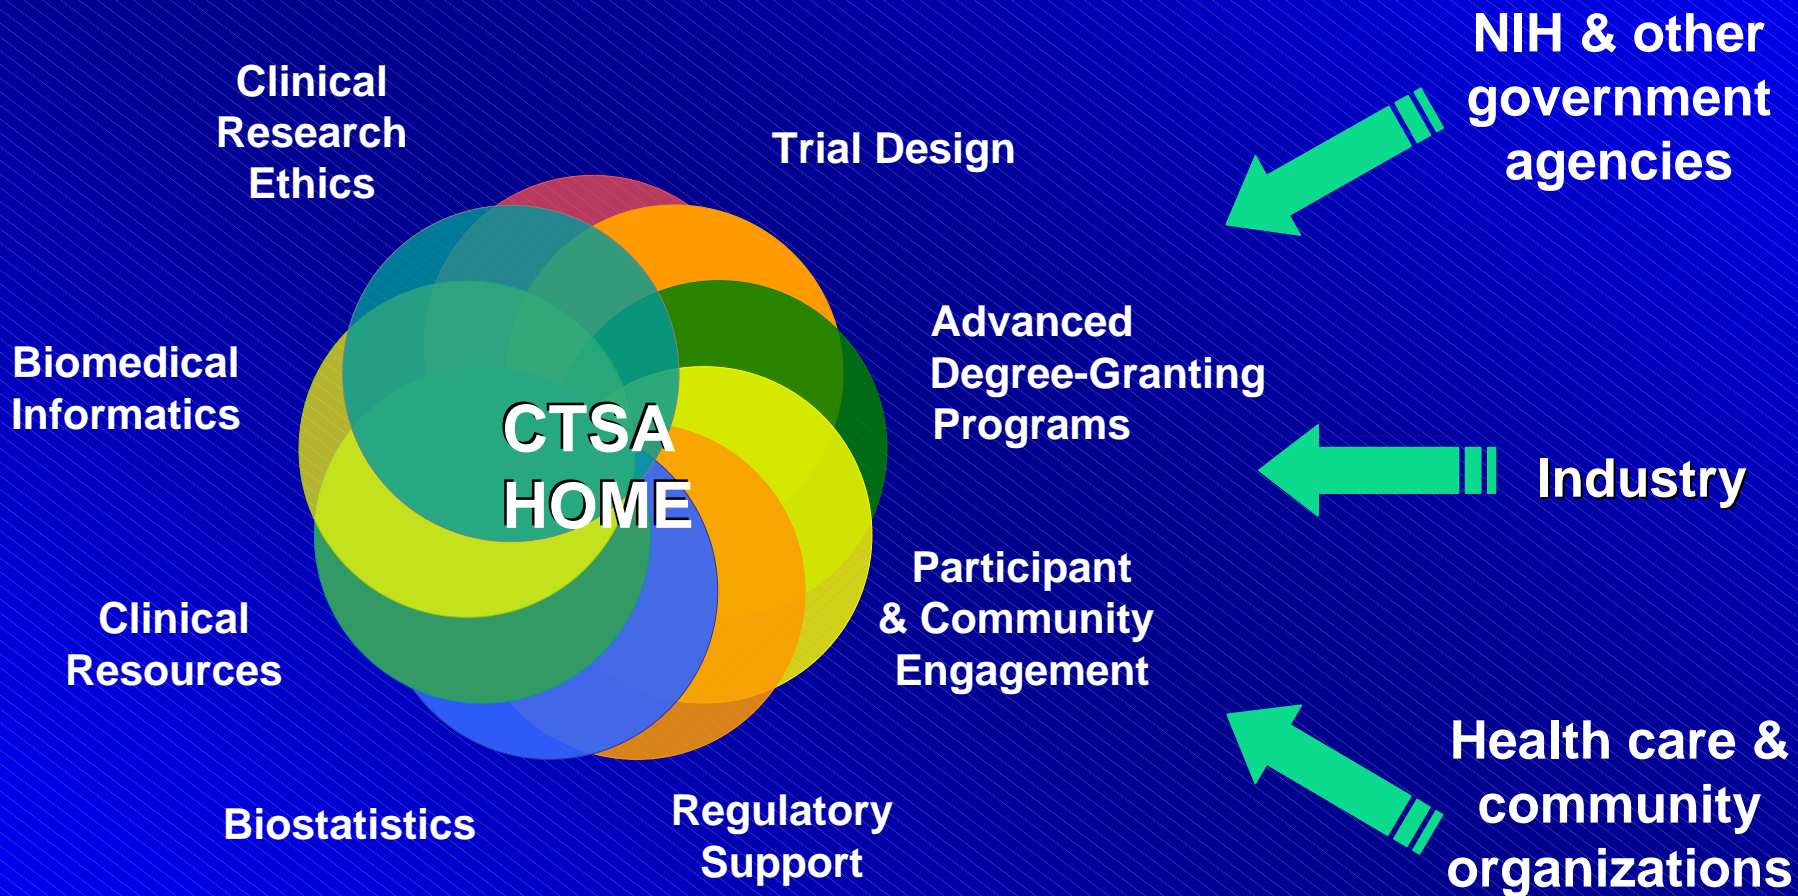 Clinical
Research
Ethics
Trial Design
NIH & other
government
agencies
Biomedical
Informatics
CTSA
HOME
Advanced
Degree-Granting
Programs
Industry
Clinical
Resources
Participant
& Community
Engagement
Biostatistics
Regulatory
Support
Health care &
community
organizations